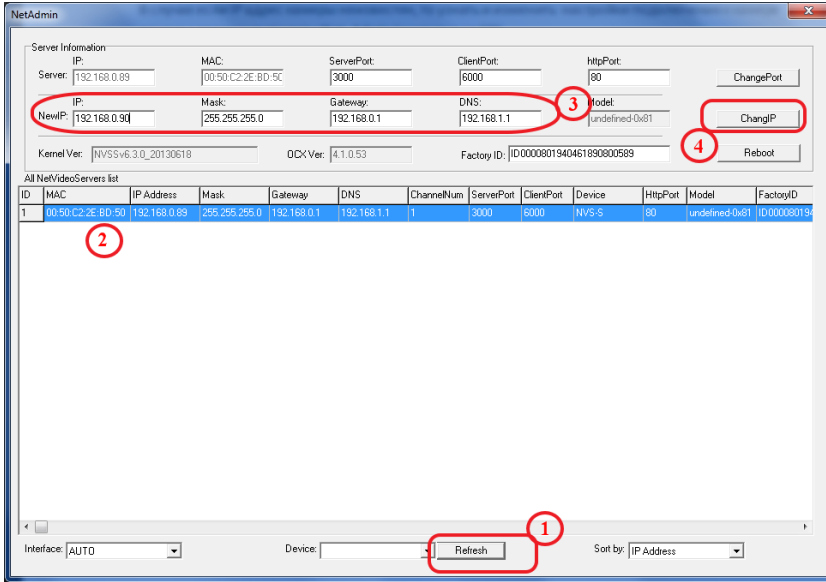 NetAdmin
Server Information
IP: MAC: ServerPort: ClientPort: httpPort:
Server: 192.168.0.89 00:50:C2:2E:BD:5C 3000 6000 80 ChangePort
IP: Mask: Gateway: DNS: 3 Model:
NewIP: 192.168.0.90 255.255.255.0 192.168.0.1 192.168.1.1 undefined-0x81 ChangIP
Kernel Ver: NVSSv6.3.0_20130618 OCX Ver: 4.1.0.53 Factory ID: ID0000801940461890800589 4 Reboot
All NetVideoServers list
ID MAC IP Address Mask Gateway DNS ChannelNum ServerPort ClientPort Device HttpPort Model FactoryID
1 00:50:C2:2E:BD:50 192.168.0.89 255.255.255.0 192.168.0.1 192.168.1.1 1 3000 6000 NVS-S 80 undefined-0x81 ID000080194
2
1
Interface: AUTO Device: Refresh Sort by: IP Address